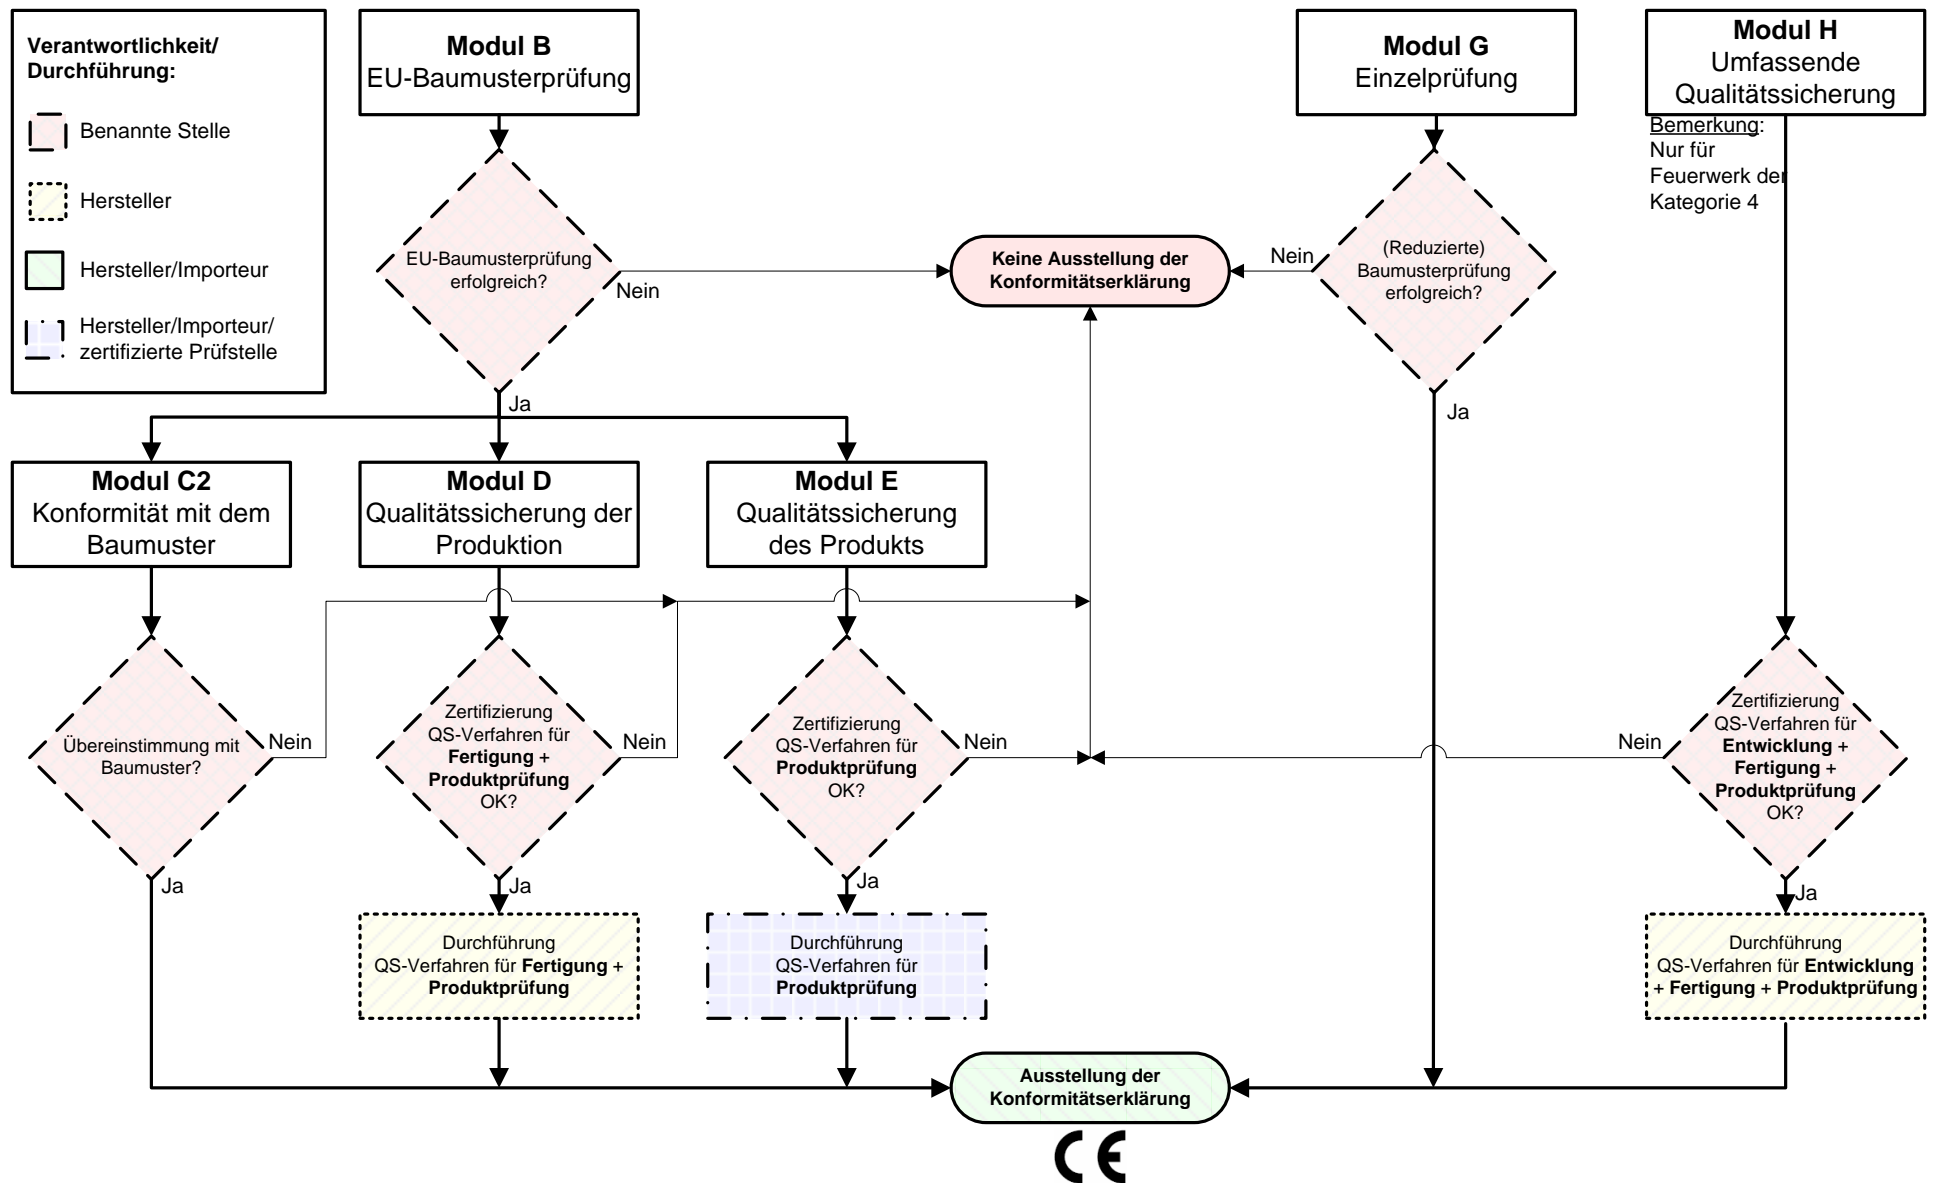 Verantwortlichkeit/
Durchführung:
Benannte Stelle
Hersteller
Hersteller/Importeur
Hersteller/Importeur/
zertifizierte Prüfstelle
Modul B
EU-Baumusterprüfung
Modul G
Einzelprüfung
Modul H
Umfassende
Qualitätssicherung
Bemerkung:
Nur für
Feuerwerk der
Kategorie 4
EU-Baumusterprüfung
erfolgreich?
Nein
Ja
Keine Ausstellung der
Konformitätserklärung
Nein
(Reduzierte)
Baumusterprüfung
erfolgreich?
Ja
Modul C2
Konformität mit dem
Baumuster
Modul D
Qualitätssicherung der
Produktion
Modul E
Qualitätssicherung
des Produkts
Übereinstimmung mit
Baumuster?
Nein
Ja
Zertifizierung
QS-Verfahren für
Fertigung +
Produktprüfung
OK?
Nein
Ja
Zertifizierung
QS-Verfahren für
Produktprüfung
OK?
Nein
Ja
Nein
Zertifizierung
QS-Verfahren für
Entwicklung +
Fertigung +
Produktprüfung
OK?
Ja
Durchführung
QS-Verfahren für Fertigung +
Produktprüfung
Durchführung
QS-Verfahren für
Produktprüfung
Durchführung
QS-Verfahren für Entwicklung
+ Fertigung + Produktprüfung
Ausstellung der
Konformitätserklärung
CE